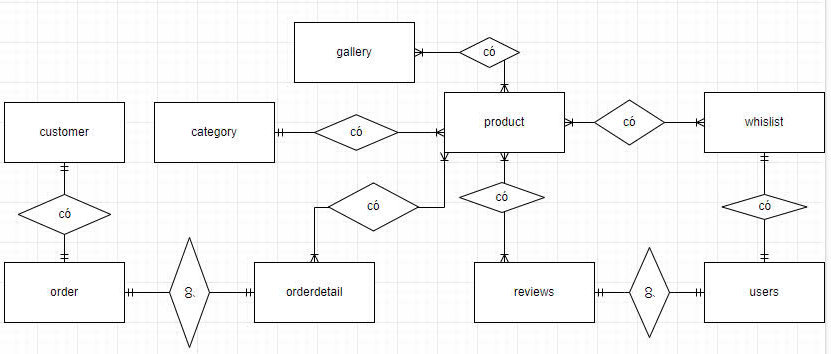 gallery
có
customer
category
có
product
có
whislist
có
có
có
có
order
có
orderdetail
reviews
có
users